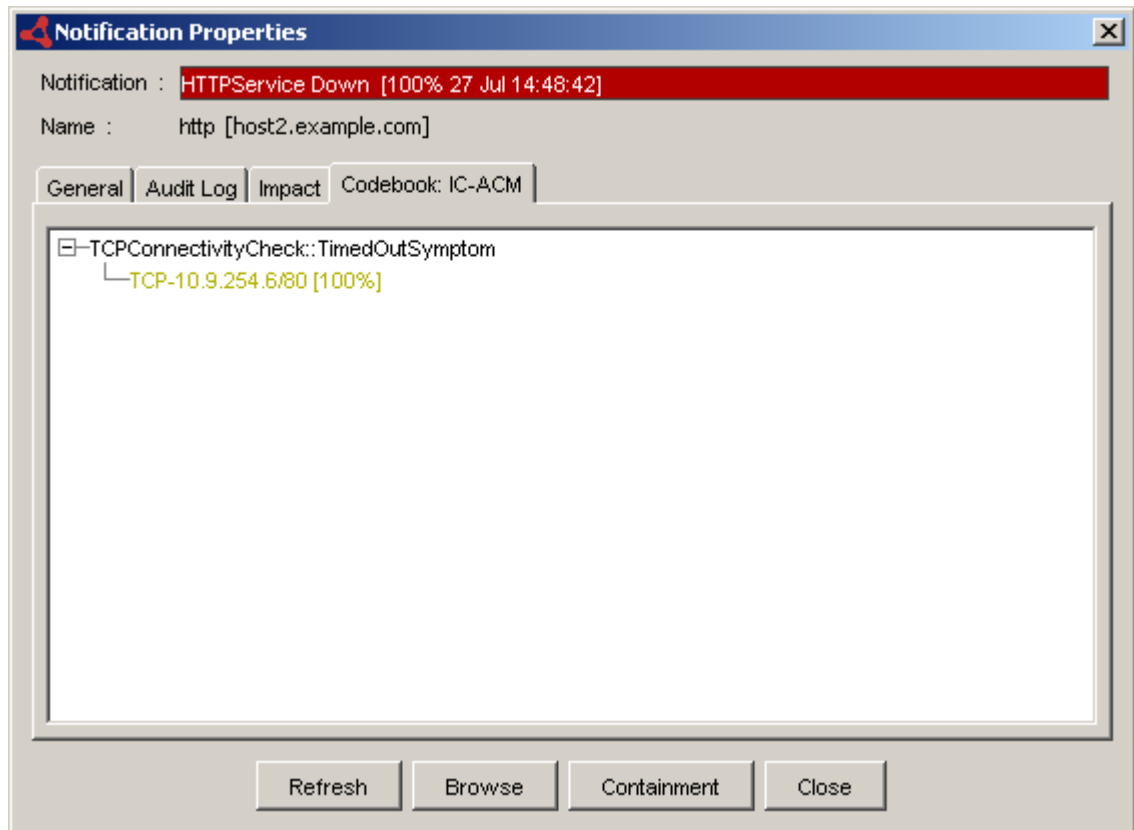 Notification Properties
Notification : HTTPService Down [100% 27 Jul 14:48:42]
Name : http [host2.example.com]
General Audit Log Impact Codebook: IC-ACM
TCPConnectivityCheck::TimedOutSymptom
TCP-10.9.254.6/80 [100%]
Refresh Browse Containment Close